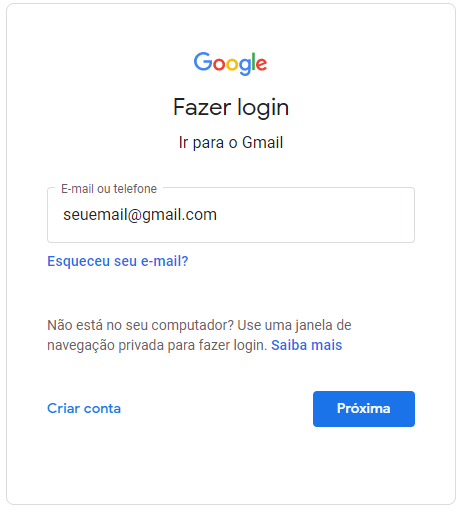 Google
Fazer login
Ir para o Gmail
E-mail ou telefone
seuemail@gmail.com
Esqueceu seu e-mail?
Não está no seu computador? Use uma janela de
navegação privada para fazer login. Saiba mais
Criar conta
Próxima